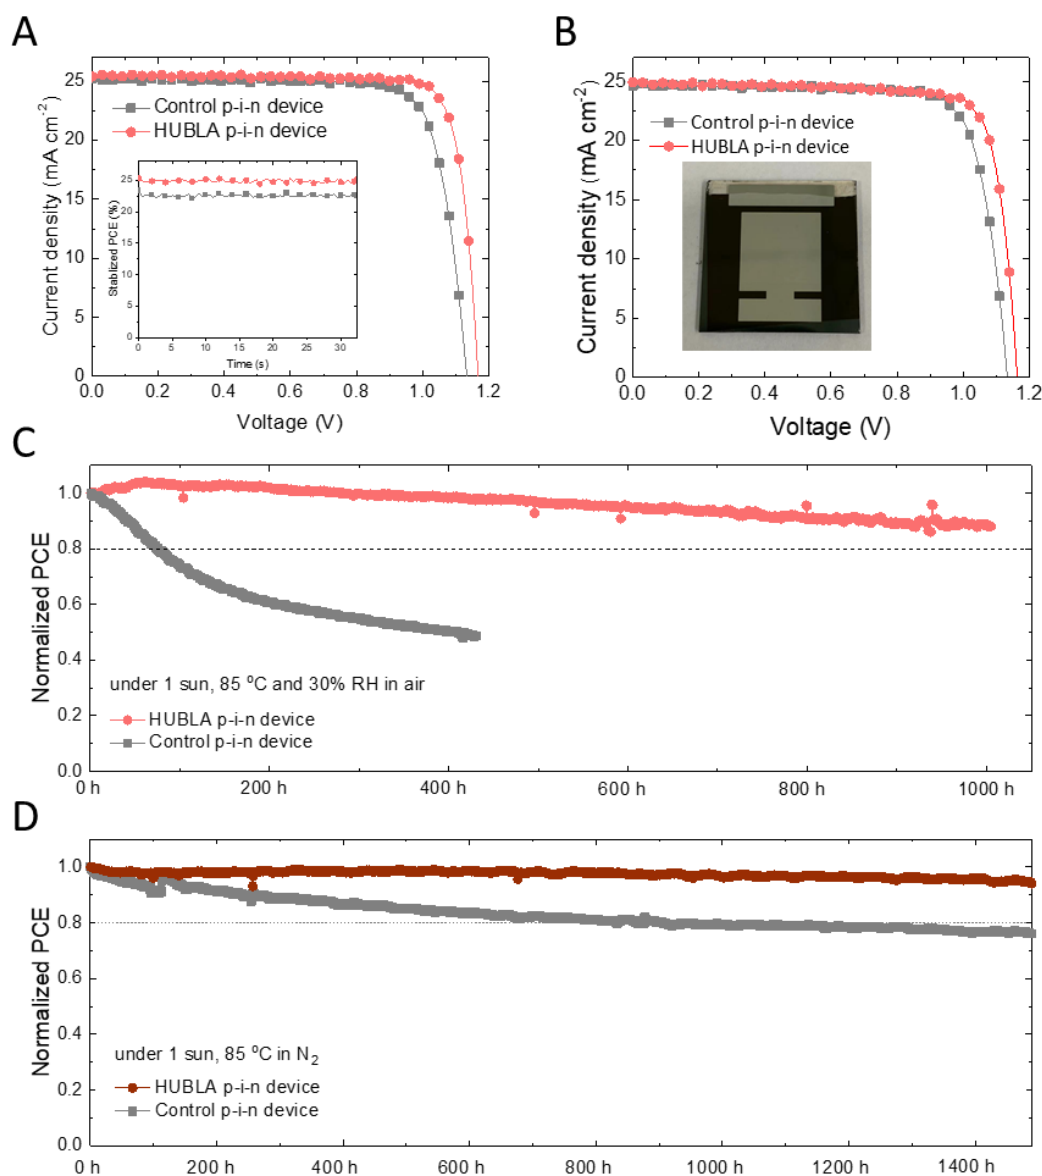 A
25
20
15
10
5
0
Current density (mA cm⁻²)
Control p-i-n device
HUBLA p-i-n device
30
25
20
15
10
5
0
Stablized PCE (%)
0 5 10 15 20 25 30
Time (s)
0.0 0.2 0.4 0.6 0.8 1.0 1.2
Voltage (V)
B
25
20
15
10
5
0
Current density (mA cm⁻²)
Control p-i-n device
HUBLA p-i-n device
0.0 0.2 0.4 0.6 0.8 1.0 1.2
Voltage (V)
C
1.0
0.8
0.6
0.4
0.2
0.0
Normalized PCE
under 1 sun, 85 ⁰C and 30% RH in air
HUBLA p-i-n device
Control p-i-n device
0 h 200 h 400 h 600 h 800 h 1000 h
D
1.0
0.8
0.6
0.4
0.2
0.0
Normalized PCE
under 1 sun, 85 ⁰C in N₂
HUBLA p-i-n device
Control p-i-n device
0 h 200 h 400 h 600 h 800 h 1000 h 1200 h 1400 h